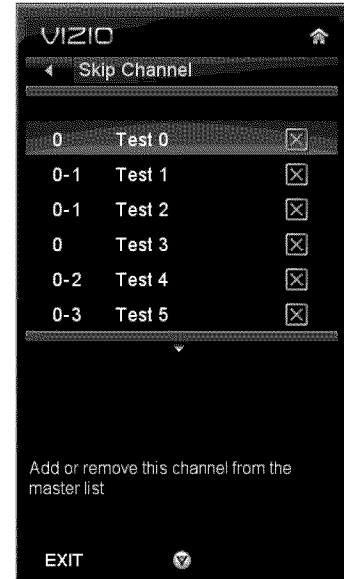 VIZIO
Skip Channel
0 Test 0
0-1 Test 1
0-1 Test 2
0 Test 3
0-2 Test 4
0-3 Test 5
Add or remove this channel from the
master list
EXIT